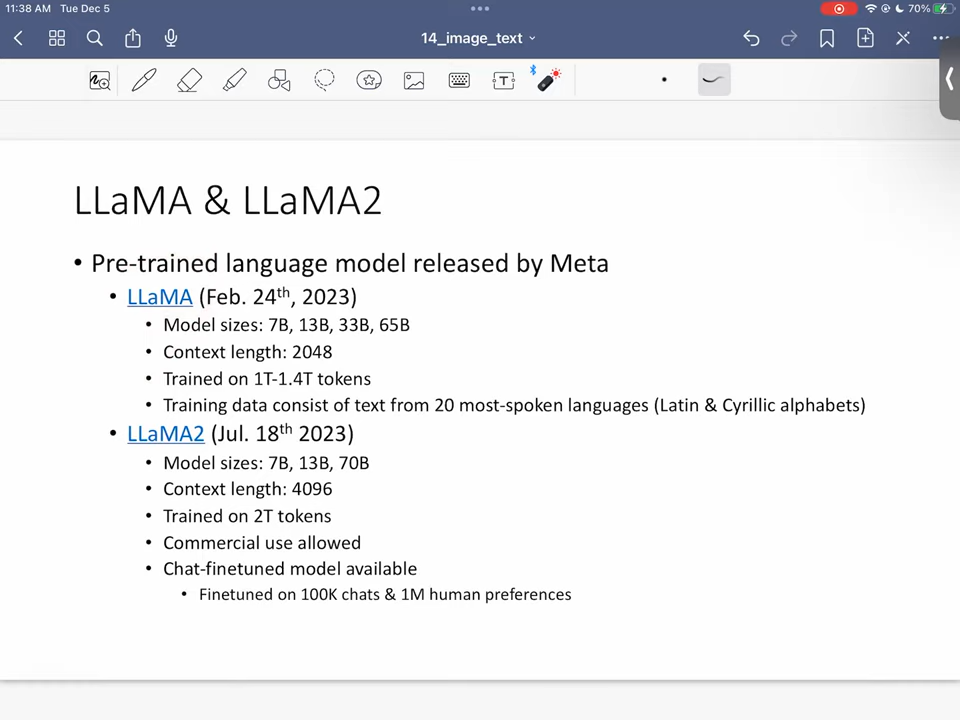 11:38 AM Tue Dec 5
70%
14_image_text
T
LLaMA & LLaMA2
• Pre-trained language model released by Meta
• LLaMA (Feb. 24th, 2023)
• Model sizes: 7B, 13B, 33B, 65B
• Context length: 2048
• Trained on 1T-1.4T tokens
• Training data consist of text from 20 most-spoken languages (Latin & Cyrillic alphabets)
• LLaMA2 (Jul. 18th 2023)
• Model sizes: 7B, 13B, 70B
• Context length: 4096
• Trained on 2T tokens
• Commercial use allowed
• Chat-finetuned model available
• Finetuned on 100K chats & 1M human preferences